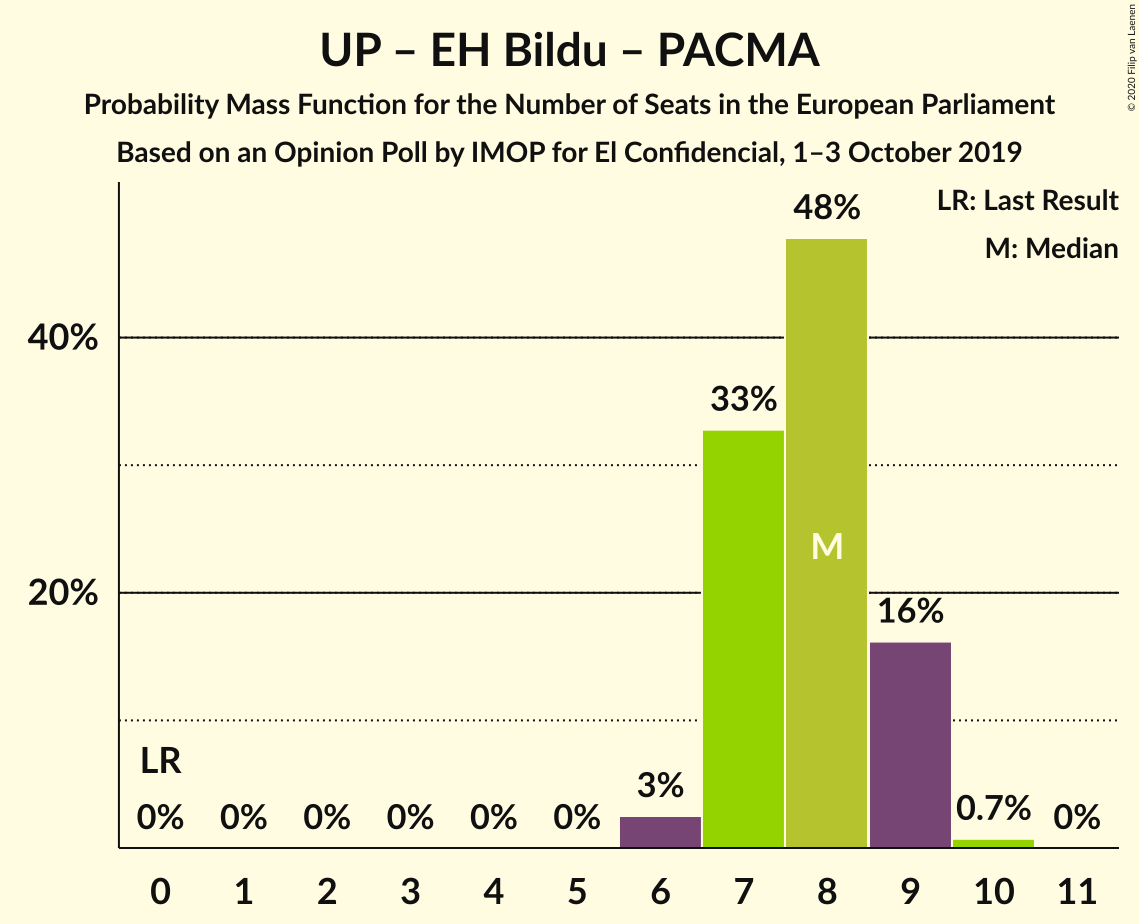 UP – EH Bildu – PACMA
Probability Mass Function for the Number of Seats in the European Parliament
Based on an Opinion Poll by IMOP for El Confidencial, 1–3 October 2019
© 2020 Filip van Laenen
LR: Last Result
M: Median
48%
40%
33%
M
20%
16%
LR
0% 0% 0% 0% 0% 0% 3% 0.7% 0%
0 1 2 3 4 5 6 7 8 9 10 11